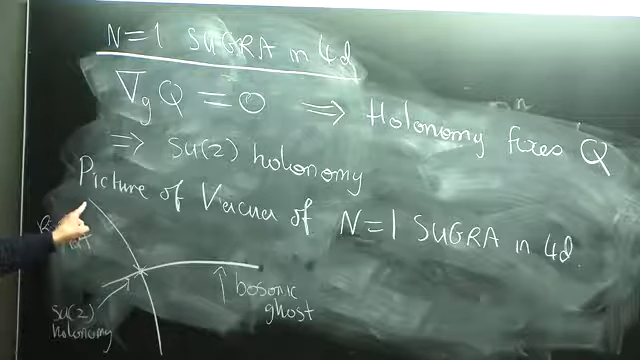 N=1 SUGRA in 4d
∇g Q = 0 ⇒ Holonomy fixes Q
⇒ SU(2) holonomy
Picture of Vacua of N=1 SUGRA in 4d.
bosonic
ghost
SU(2)
holonomy